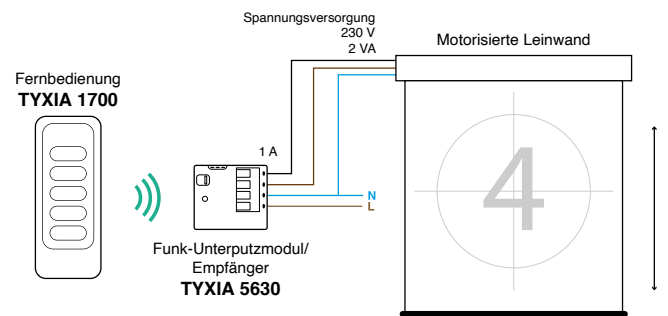 Spannungsversorgung
230 V
2 VA
Motorisierte Leinwand
Fernbedienung
TYXIA 1700
1 A
4
N
L
Funk-Unterputzmodul/
Empfänger
TYXIA 5630